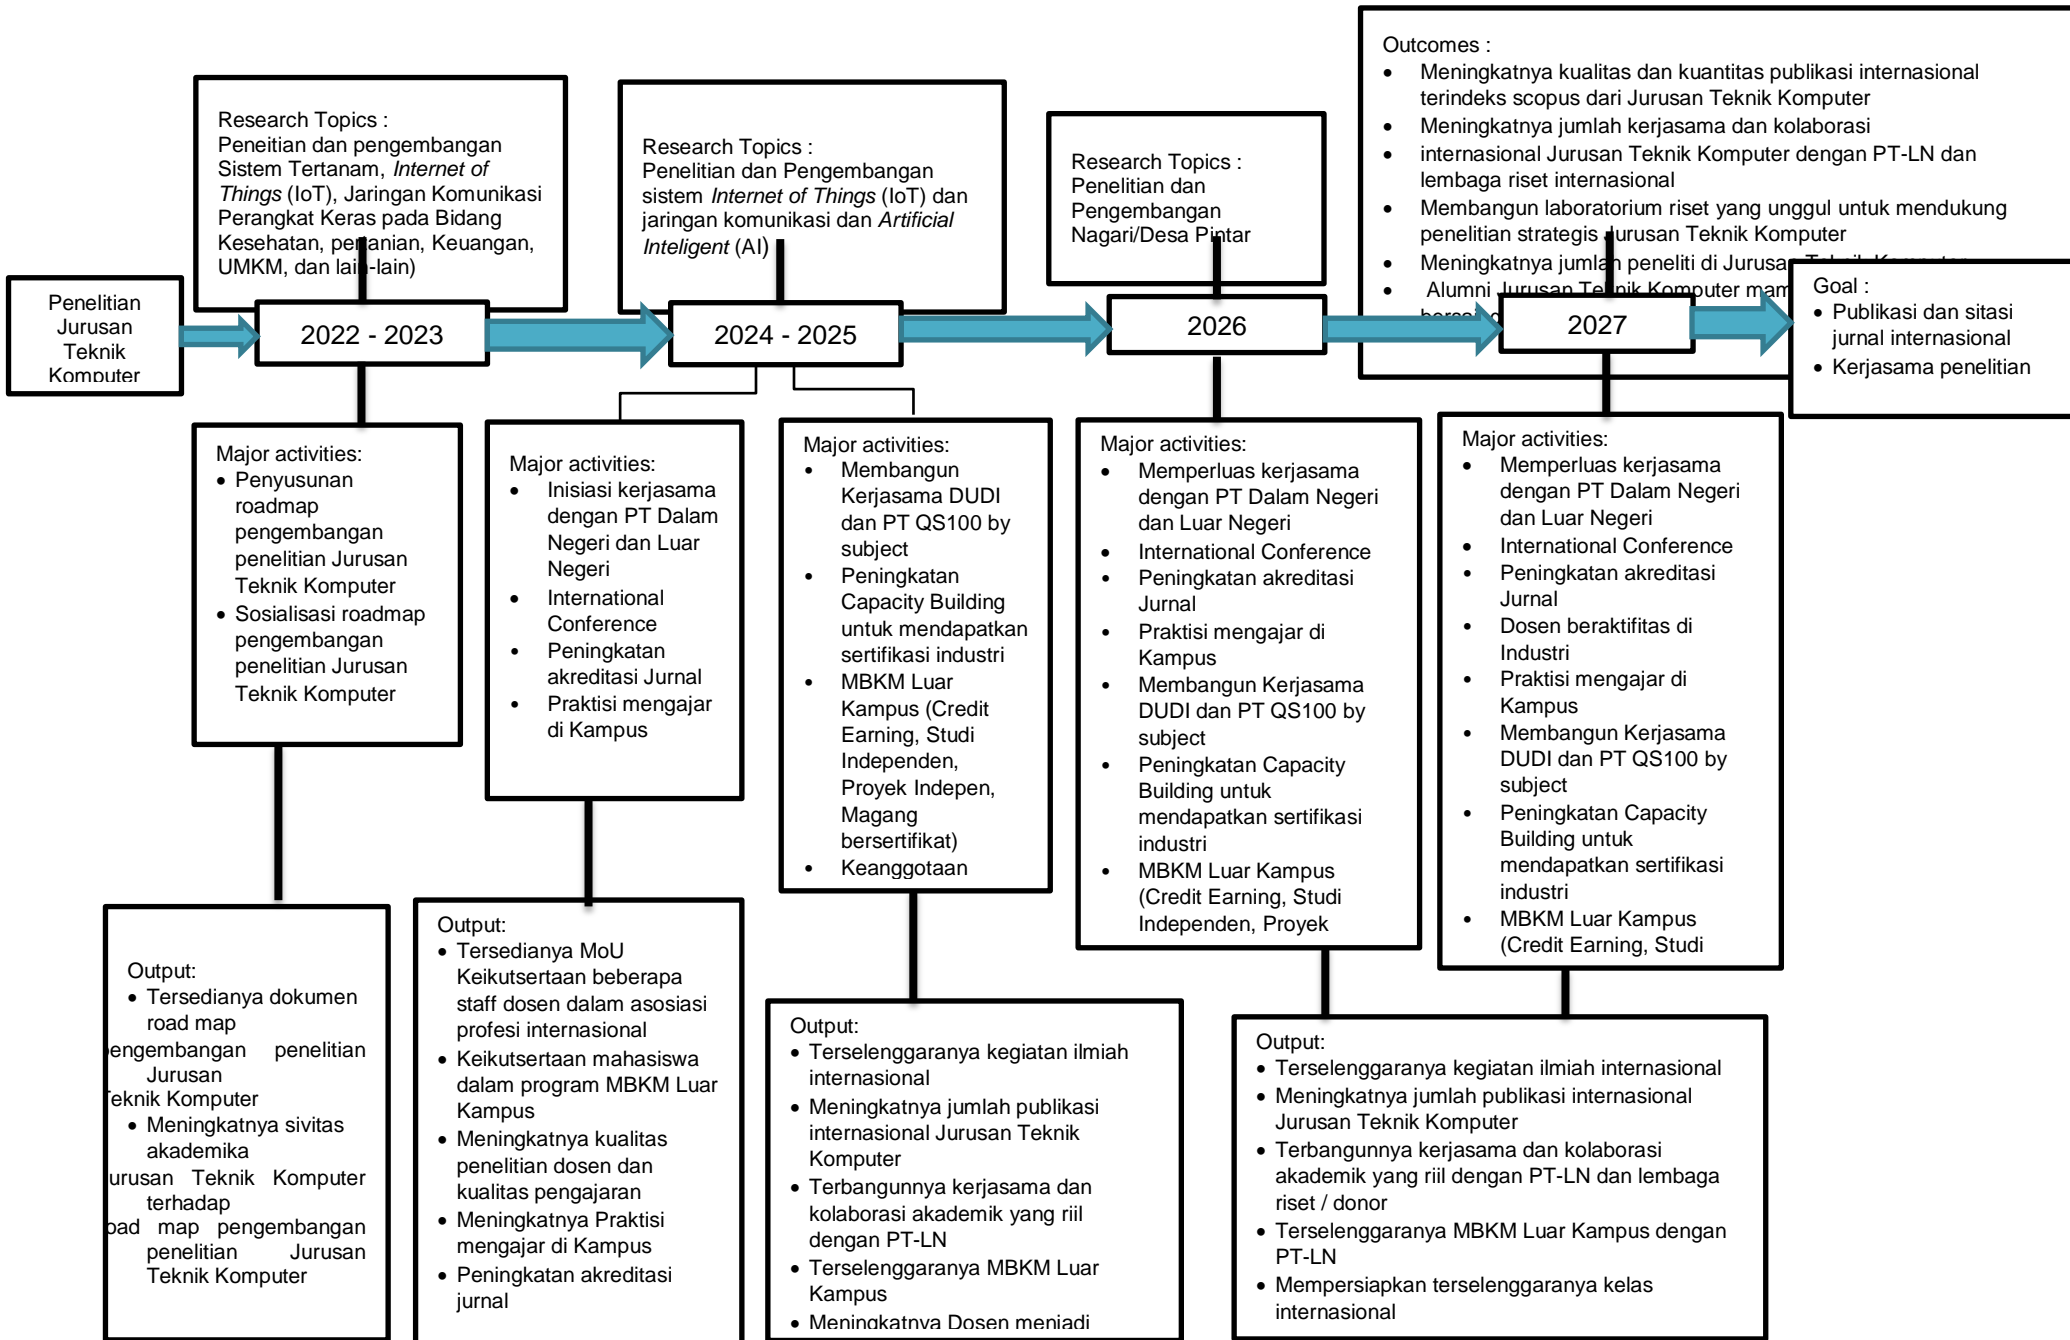 Penelitian
Jurusan
Teknik
Komputer
Research Topics :
Peneitian dan pengembangan
Sistem Tertanam, Internet of
Things (IoT), Jaringan Komunikasi
Perangkat Keras pada Bidang
Kesehatan, pertanian, Keuangan,
UMKM, dan lain-lain)
2022 - 2023
Major activities:
• Penyusunan
roadmap
pengembangan
penelitian Jurusan
Teknik Komputer
• Sosialisasi roadmap
pengembangan
penelitian Jurusan
Teknik Komputer
Output:
• Tersedianya dokumen
road map
pengembangan penelitian
Jurusan
Teknik Komputer
• Meningkatnya sivitas
akademika
Jurusan Teknik Komputer
terhadap
road map pengembangan
penelitian Jurusan
Teknik Komputer
Research Topics :
Penelitian dan Pengembangan
sistem Internet of Things (IoT) dan
jaringan komunikasi dan Artificial
Inteligent (AI)
2024 - 2025
Major activities:
• Inisiasi kerjasama
dengan PT Dalam
Negeri dan Luar
Negeri
• International
Conference
• Peningkatan
akreditasi Jurnal
• Praktisi mengajar
di Kampus
Output:
• Tersedianya MoU
Keikutsertaan beberapa
staff dosen dalam asosiasi
profesi internasional
• Keikutsertaan mahasiswa
dalam program MBKM Luar
Kampus
• Meningkatnya kualitas
penelitian dosen dan
kualitas pengajaran
• Meningkatnya Praktisi
mengajar di Kampus
• Peningkatan akreditasi
jurnal
Major activities:
• Membangun
Kerjasama DUDI
dan PT QS100 by
subject
• Peningkatan
Capacity Building
untuk mendapatkan
sertifikasi industri
• MBKM Luar
Kampus (Credit
Earning, Studi
Independen,
Proyek Indepen,
Magang
bersertifikat)
• Keanggotaan
Output:
• Terselenggaranya kegiatan ilmiah
internasional
• Meningkatnya jumlah publikasi
internasional Jurusan Teknik
Komputer
• Terbangunnya kerjasama dan
kolaborasi akademik yang riil
dengan PT-LN
• Terselenggaranya MBKM Luar
Kampus
• Meningkatnya Dosen menjadi
Research Topics :
Penelitian dan
Pengembangan
Nagari/Desa Pintar
2026
Major activities:
• Memperluas kerjasama
dengan PT Dalam Negeri
dan Luar Negeri
• International Conference
• Peningkatan akreditasi
Jurnal
• Praktisi mengajar di
Kampus
• Membangun Kerjasama
DUDI dan PT QS100 by
subject
• Peningkatan Capacity
Building untuk
mendapatkan sertifikasi
industri
• MBKM Luar Kampus
(Credit Earning, Studi
Independen, Proyek
Outcomes :
• Meningkatnya kualitas dan kuantitas publikasi internasional
terindeks scopus dari Jurusan Teknik Komputer
• Meningkatnya jumlah kerjasama dan kolaborasi
• internasional Jurusan Teknik Komputer dengan PT-LN dan
lembaga riset internasional
• Membangun laboratorium riset yang unggul untuk mendukung
penelitian strategis Jurusan Teknik Komputer
• Meningkatnya jumlah peneliti di Jurusan Teknik Komputer
• Alumni Jurusan Teknik Komputer
2027
Major activities:
• Memperluas kerjasama
dengan PT Dalam Negeri
dan Luar Negeri
• International Conference
• Peningkatan akreditasi
Jurnal
• Dosen beraktifitas di
Industri
• Praktisi mengajar di
Kampus
• Membangun Kerjasama
DUDI dan PT QS100 by
subject
• Peningkatan Capacity
Building untuk
mendapatkan sertifikasi
industri
• MBKM Luar Kampus
(Credit Earning, Studi
Output:
• Terselenggaranya kegiatan ilmiah internasional
• Meningkatnya jumlah publikasi internasional
Jurusan Teknik Komputer
• Terbangunnya kerjasama dan kolaborasi
akademik yang riil dengan PT-LN dan lembaga
riset / donor
• Terselenggaranya MBKM Luar Kampus dengan
PT-LN
• Mempersiapkan terselenggaranya kelas
internasional
Goal :
• Publikasi dan sitasi
jurnal internasional
• Kerjasama penelitian